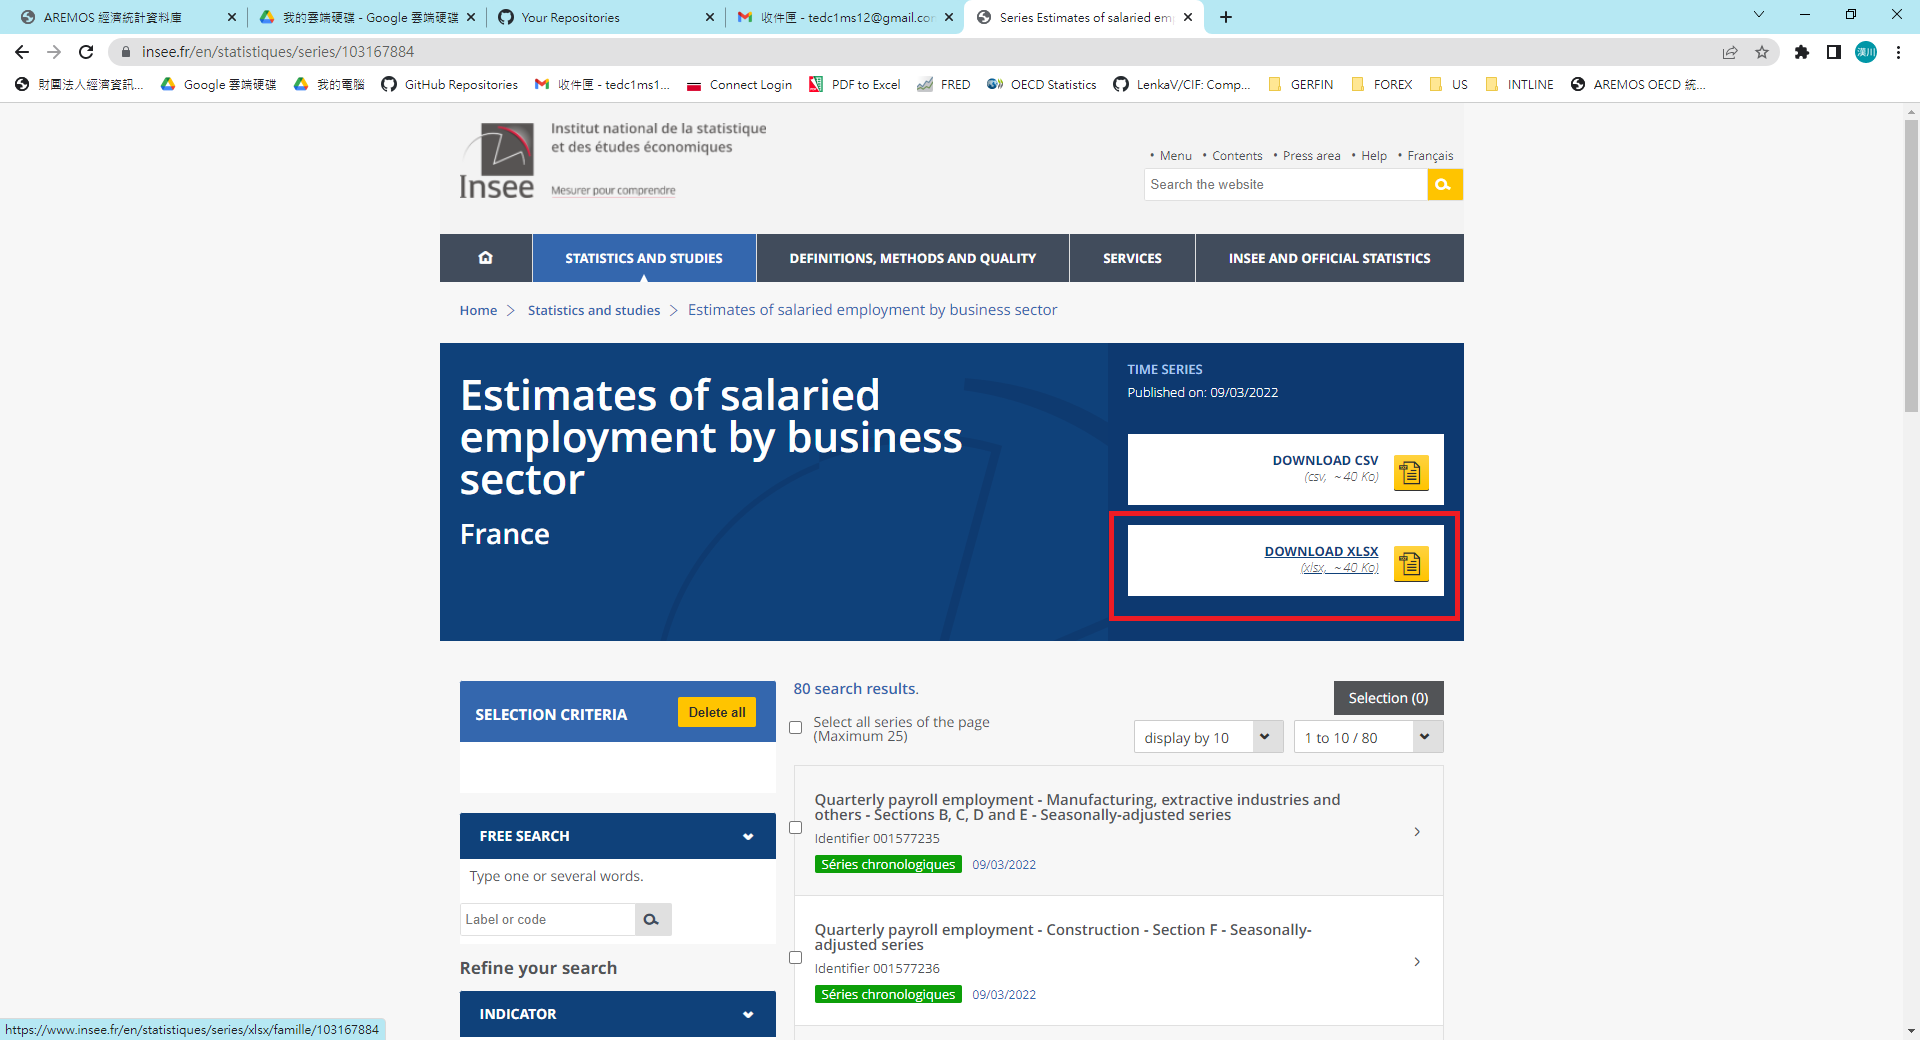 AREMOS 經濟統計資料庫
我的雲端硬碟 - Google 雲端硬碟
Your Repositories
收件匣 - tedc1ms12@gmail.co
Series Estimates of salaried em
insee.fr/en/statistiques/series/103167884
財團法人經濟資訊...
Google 雲端硬碟
我的電腦
GitHub Repositories
收件匣 - tedc1ms1...
Connect Login
PDF to Excel
FRED
OECD Statistics
LenkaV/CIF: Comp...
GERFIN
FOREX
US
INTLINE
AREMOS OECD 統...
Institut national de la statistique
et des études économiques
Insee
Mesurer pour comprendre
• Menu • Contents • Press area • Help • Français
Search the website
STATISTICS AND STUDIES
DEFINITIONS, METHODS AND QUALITY
SERVICES
INSEE AND OFFICIAL STATISTICS
Home > Statistics and studies > Estimates of salaried employment by business sector
Estimates of salaried
employment by business
sector
France
TIME SERIES
Published on: 09/03/2022
DOWNLOAD CSV
(csv, ~40 Ko)
DOWNLOAD XLSX
(xlsx, ~40 Ko)
SELECTION CRITERIA
Delete all
80 search results.
Selection (0)
Select all series of the page
(Maximum 25)
display by 10
1 to 10 / 80
Quarterly payroll employment - Manufacturing, extractive industries and
others - Sections B, C, D and E - Seasonally-adjusted series
Identifier 001577235
Séries chronologiques 09/03/2022
FREE SEARCH
Type one or several words.
Label or code
Quarterly payroll employment - Construction - Section F - Seasonally-
adjusted series
Identifier 001577236
Séries chronologiques 09/03/2022
Refine your search
INDICATOR
https://www.insee.fr/en/statistiques/series/xlsx/famille/103167884